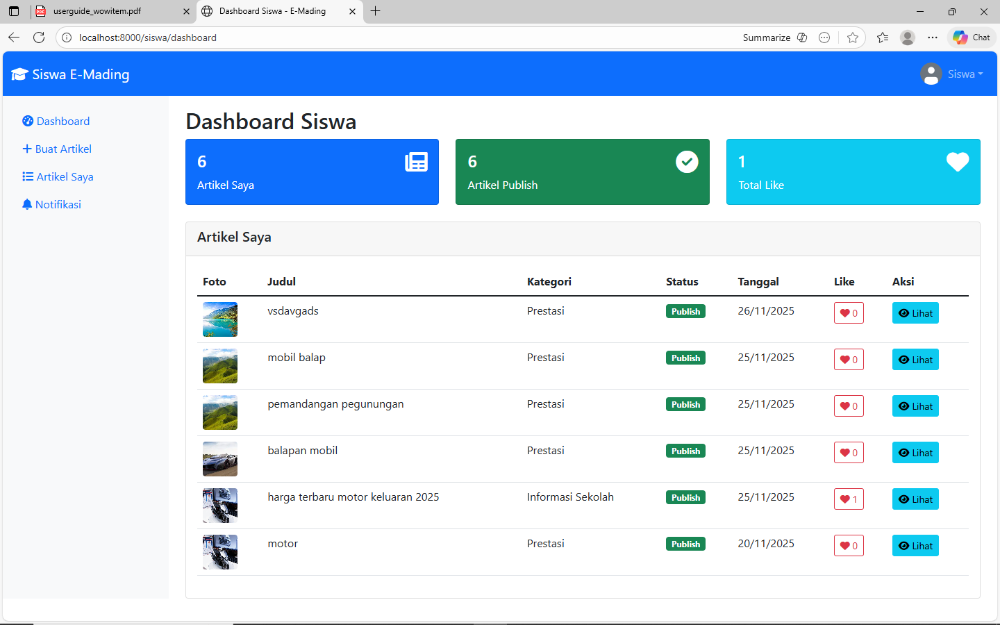 userguide_wowitem.pdf
Dashboard Siswa - E-Mading
localhost:8000/siswa/dashboard
Summarize
Chat
Siswa E-Mading
Siswa
Dashboard
Buat Artikel
Artikel Saya
Notifikasi
Dashboard Siswa
6
Artikel Saya
6
Artikel Publish
1
Total Like
Artikel Saya
Foto Judul Kategori Status Tanggal Like Aksi
vsdavgads Prestasi Publish 26/11/2025 0 Lihat
mobil balap Prestasi Publish 25/11/2025 0 Lihat
pemandangan pegunungan Prestasi Publish 25/11/2025 0 Lihat
balapan mobil Prestasi Publish 25/11/2025 0 Lihat
harga terbaru motor keluaran 2025 Informasi Sekolah Publish 25/11/2025 1 Lihat
motor Prestasi Publish 20/11/2025 0 Lihat